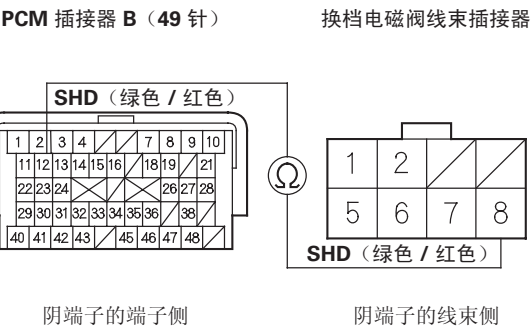 PCM 插接器 B（49 针）
换档电磁阀线束插接器
SHD（绿色 / 红色）
1 2 3 4 7 8 9 10
11 12 13 14 15 16 18 19 21
22 23 24 26 27 28
29 30 31 32 33 34 35 36 38
40 41 42 43 45 46 47 48
Ω
1 2
5 6 7 8
SHD（绿色 / 红色）
阴端子的端子侧
阴端子的线束侧